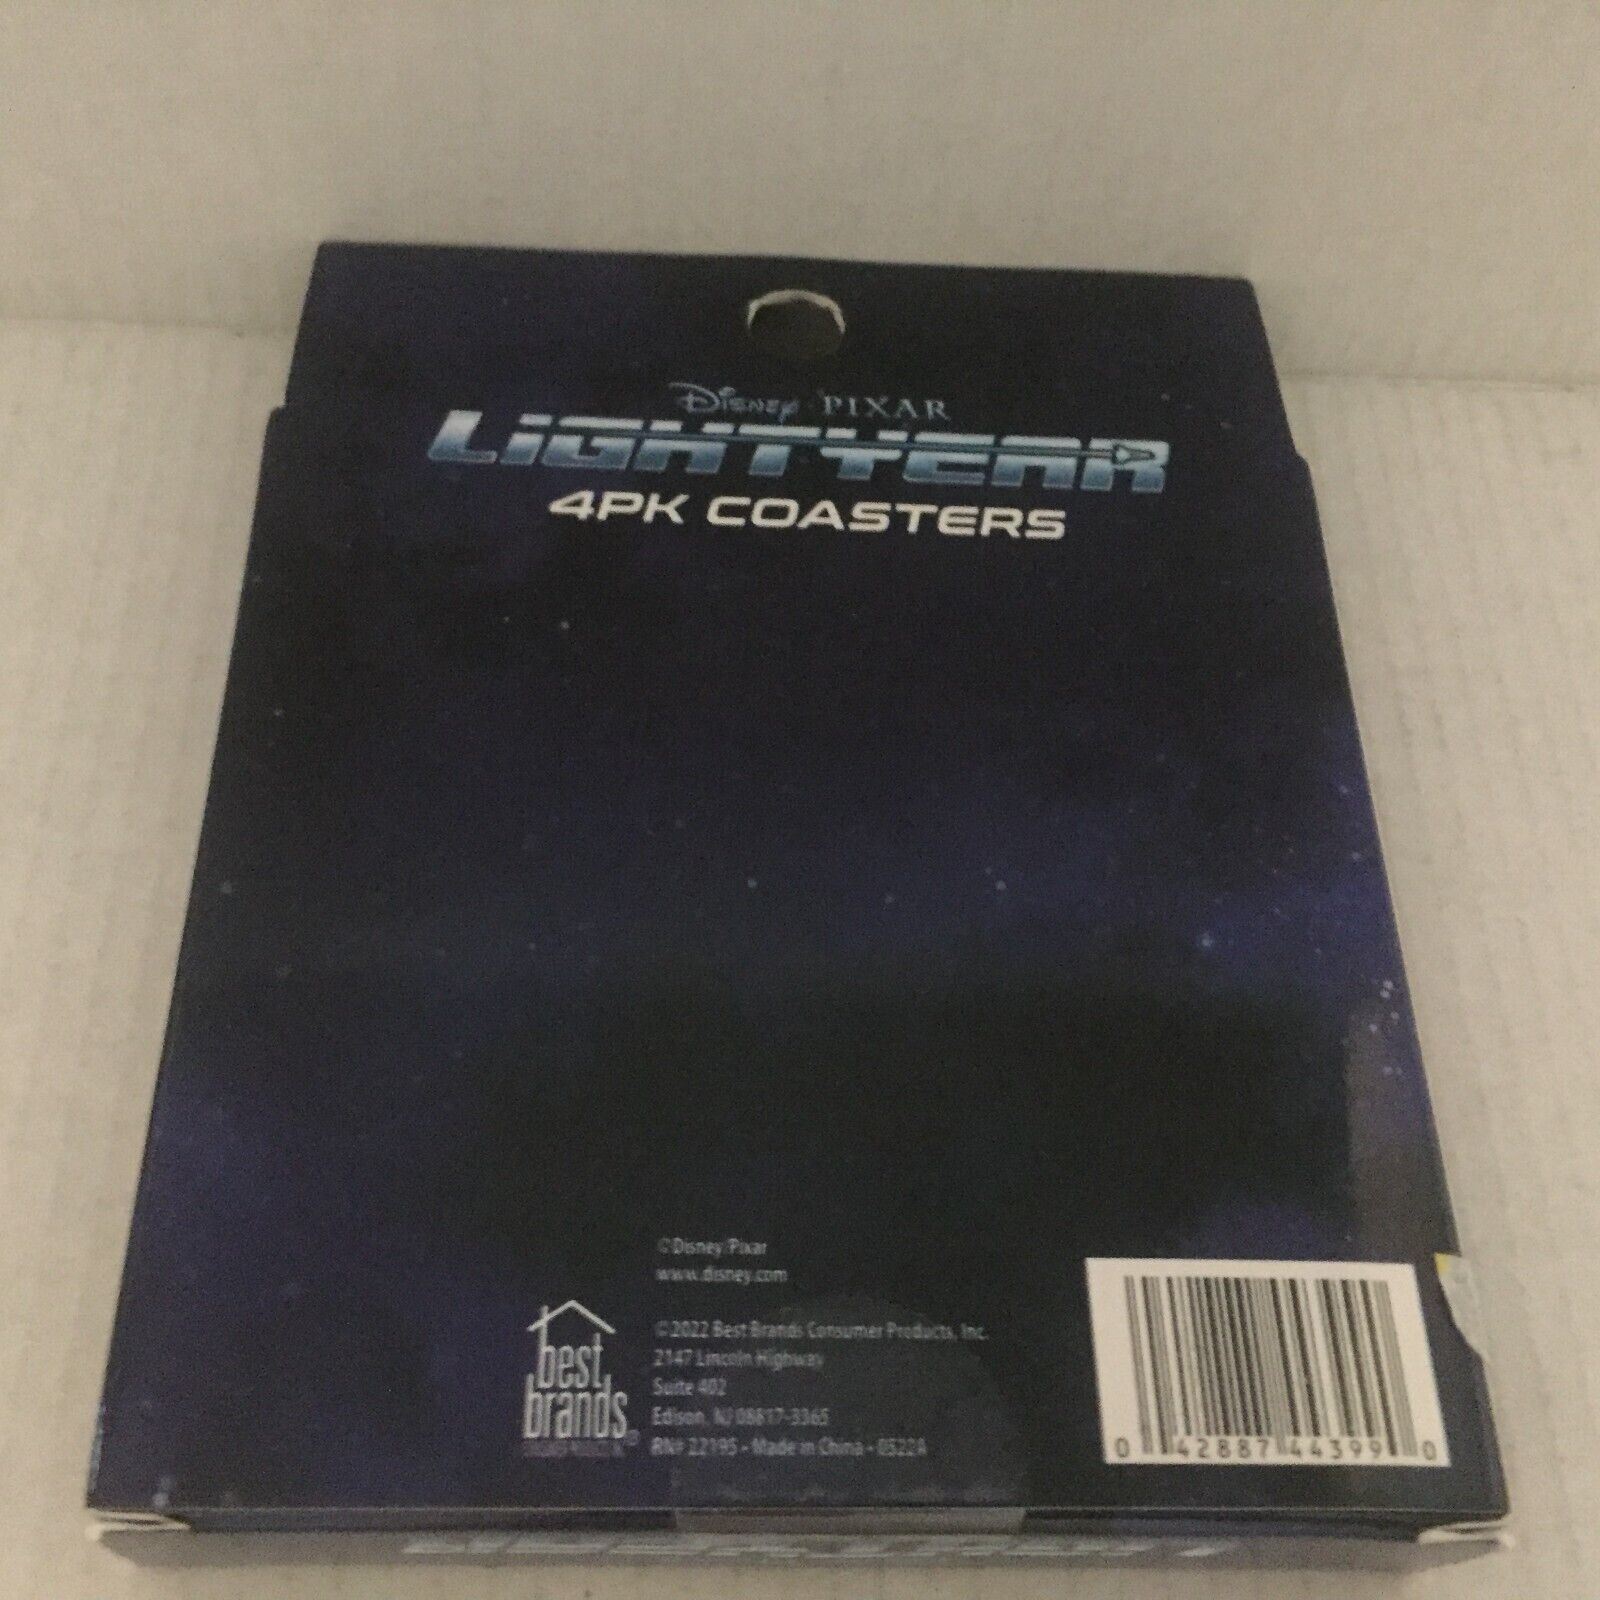 Disney PIXAR
LIGHTYEAR
4PK COASTERS
©Disney/Pixar
www.disney.com
©2022 Best Brands Consumer Products, Inc.
2147 Lincoln Highway
Suite 402
Edison, NJ 08817-3365
RN# 22195 - Made in China - 0522A
best
brands
0 42887 44399 0